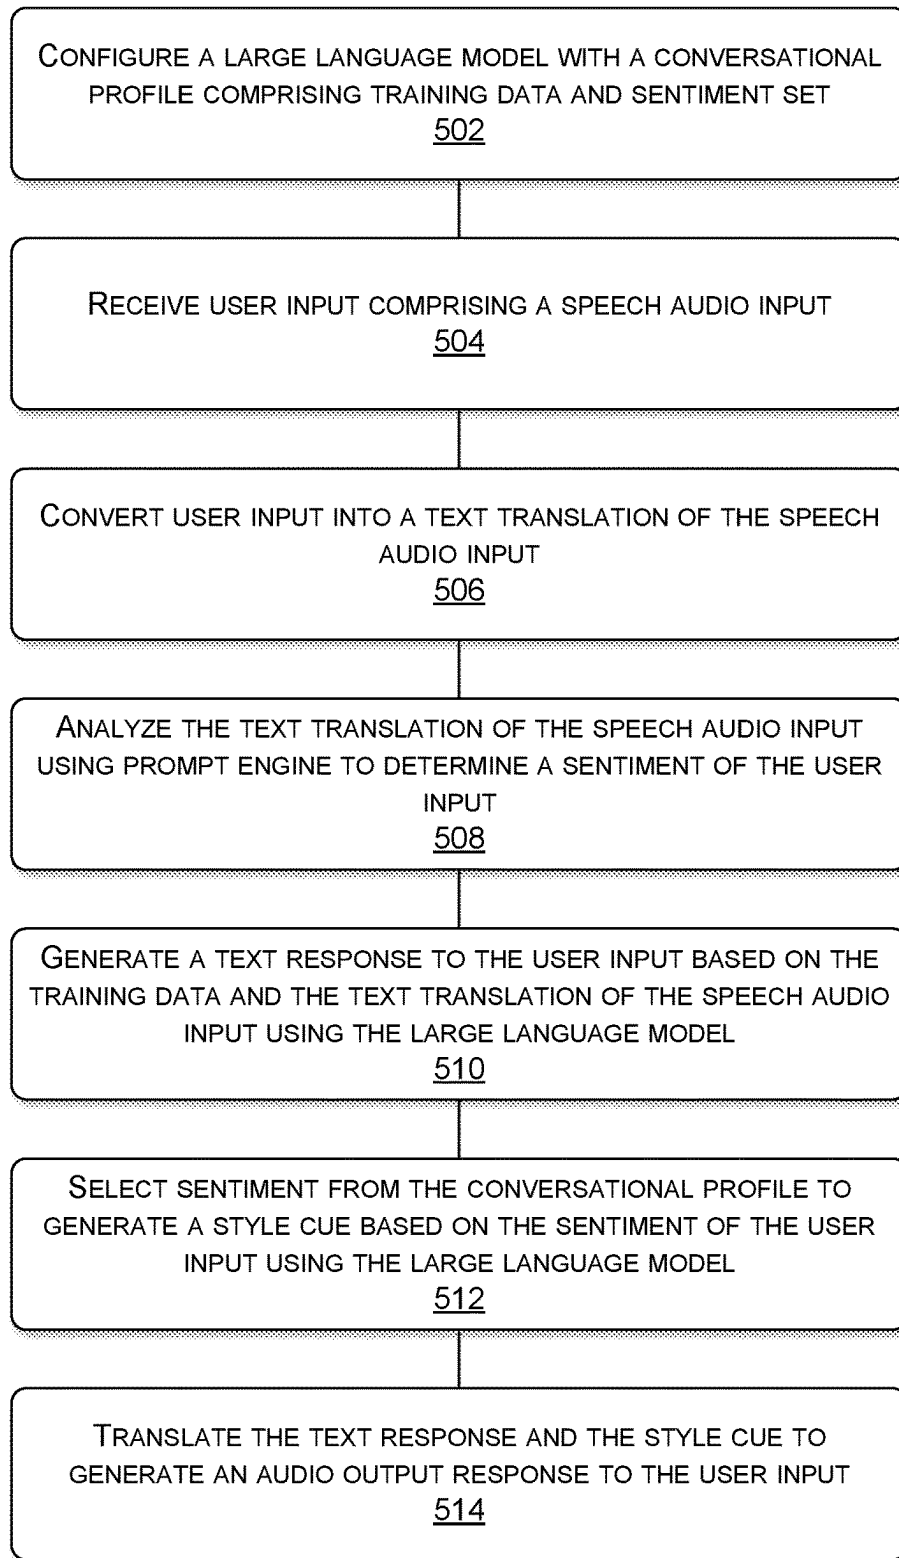 CONFIGURE A LARGE LANGUAGE MODEL WITH A CONVERSATIONAL
PROFILE COMPRISING TRAINING DATA AND SENTIMENT SET
502
RECEIVE USER INPUT COMPRISING A SPEECH AUDIO INPUT
504
CONVERT USER INPUT INTO A TEXT TRANSLATION OF THE SPEECH
AUDIO INPUT
506
ANALYZE THE TEXT TRANSLATION OF THE SPEECH AUDIO INPUT
USING PROMPT ENGINE TO DETERMINE A SENTIMENT OF THE USER
INPUT
508
GENERATE A TEXT RESPONSE TO THE USER INPUT BASED ON THE
TRAINING DATA AND THE TEXT TRANSLATION OF THE SPEECH AUDIO
INPUT USING THE LARGE LANGUAGE MODEL
510
SELECT SENTIMENT FROM THE CONVERSATIONAL PROFILE TO
GENERATE A STYLE CUE BASED ON THE SENTIMENT OF THE USER
INPUT USING THE LARGE LANGUAGE MODEL
512
TRANSLATE THE TEXT RESPONSE AND THE STYLE CUE TO
GENERATE AN AUDIO OUTPUT RESPONSE TO THE USER INPUT
514